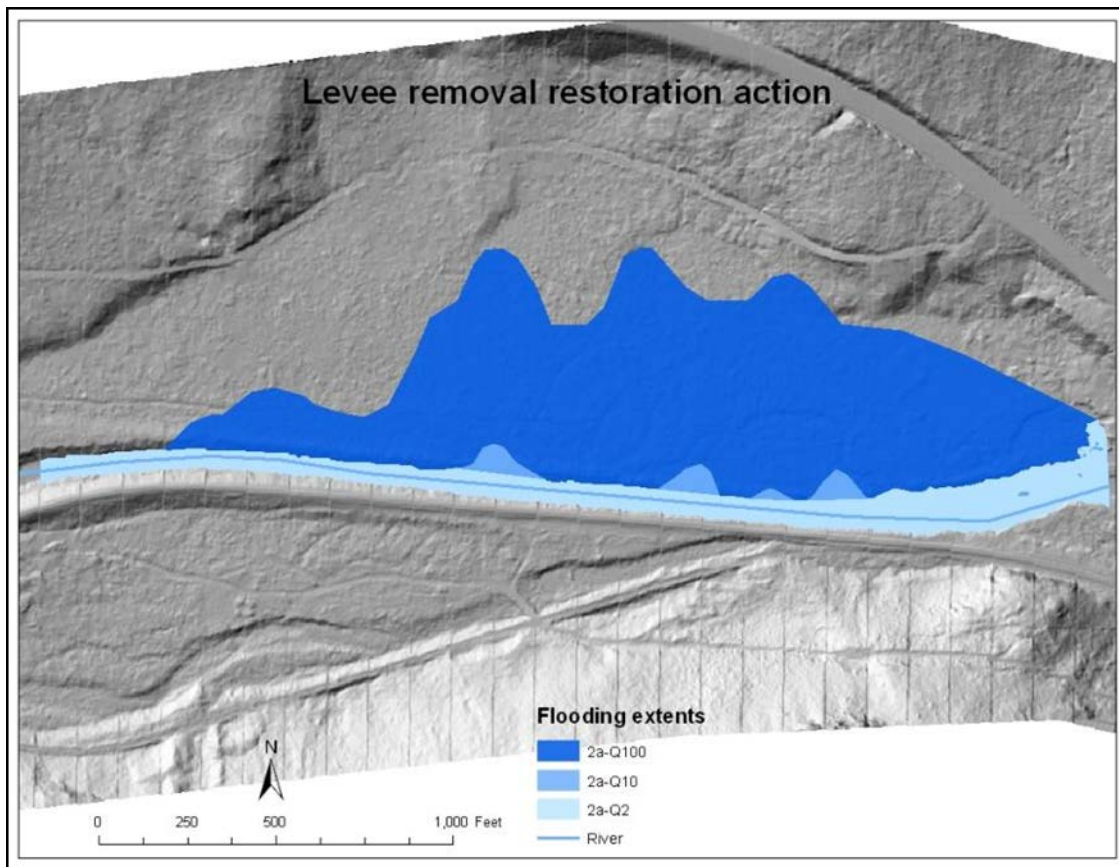 Levee removal restoration action
Flooding extents
2a-Q100
2a-Q10
2a-Q2
River
N
0 250 500 1,000 Feet